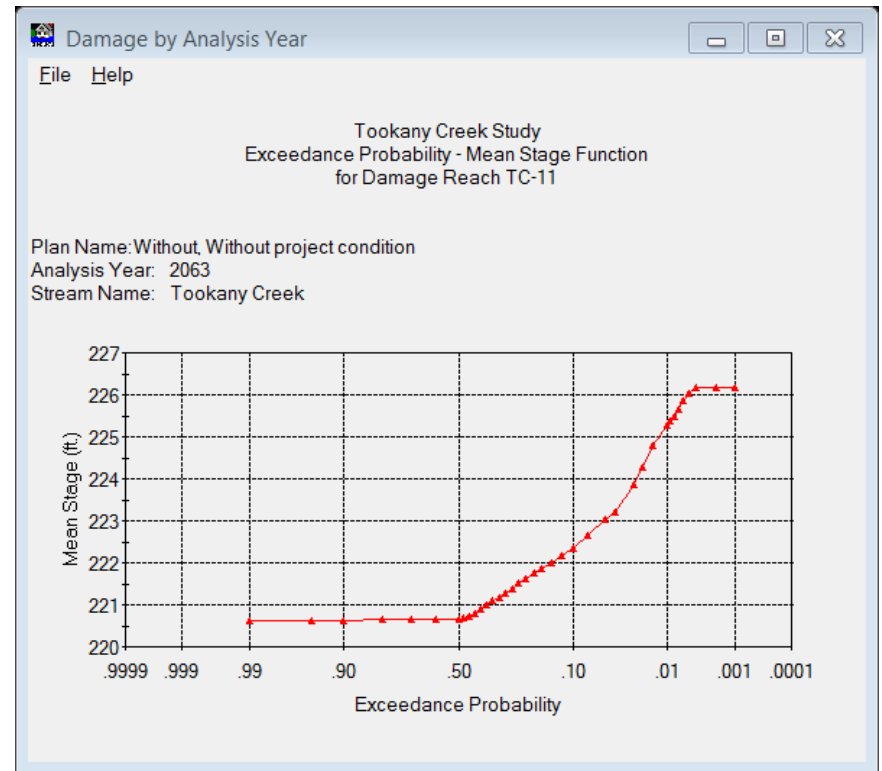 Damage by Analysis Year
File Help
Tookany Creek Study
Exceedance Probability - Mean Stage Function
for Damage Reach TC-11
Plan Name: Without, Without project condition
Analysis Year: 2063
Stream Name: Tookany Creek
227
226
225
224
223
222
221
220
Mean Stage (ft.)
.9999 .999 .99 .90 .50 .10 .01 .001 .0001
Exceedance Probability